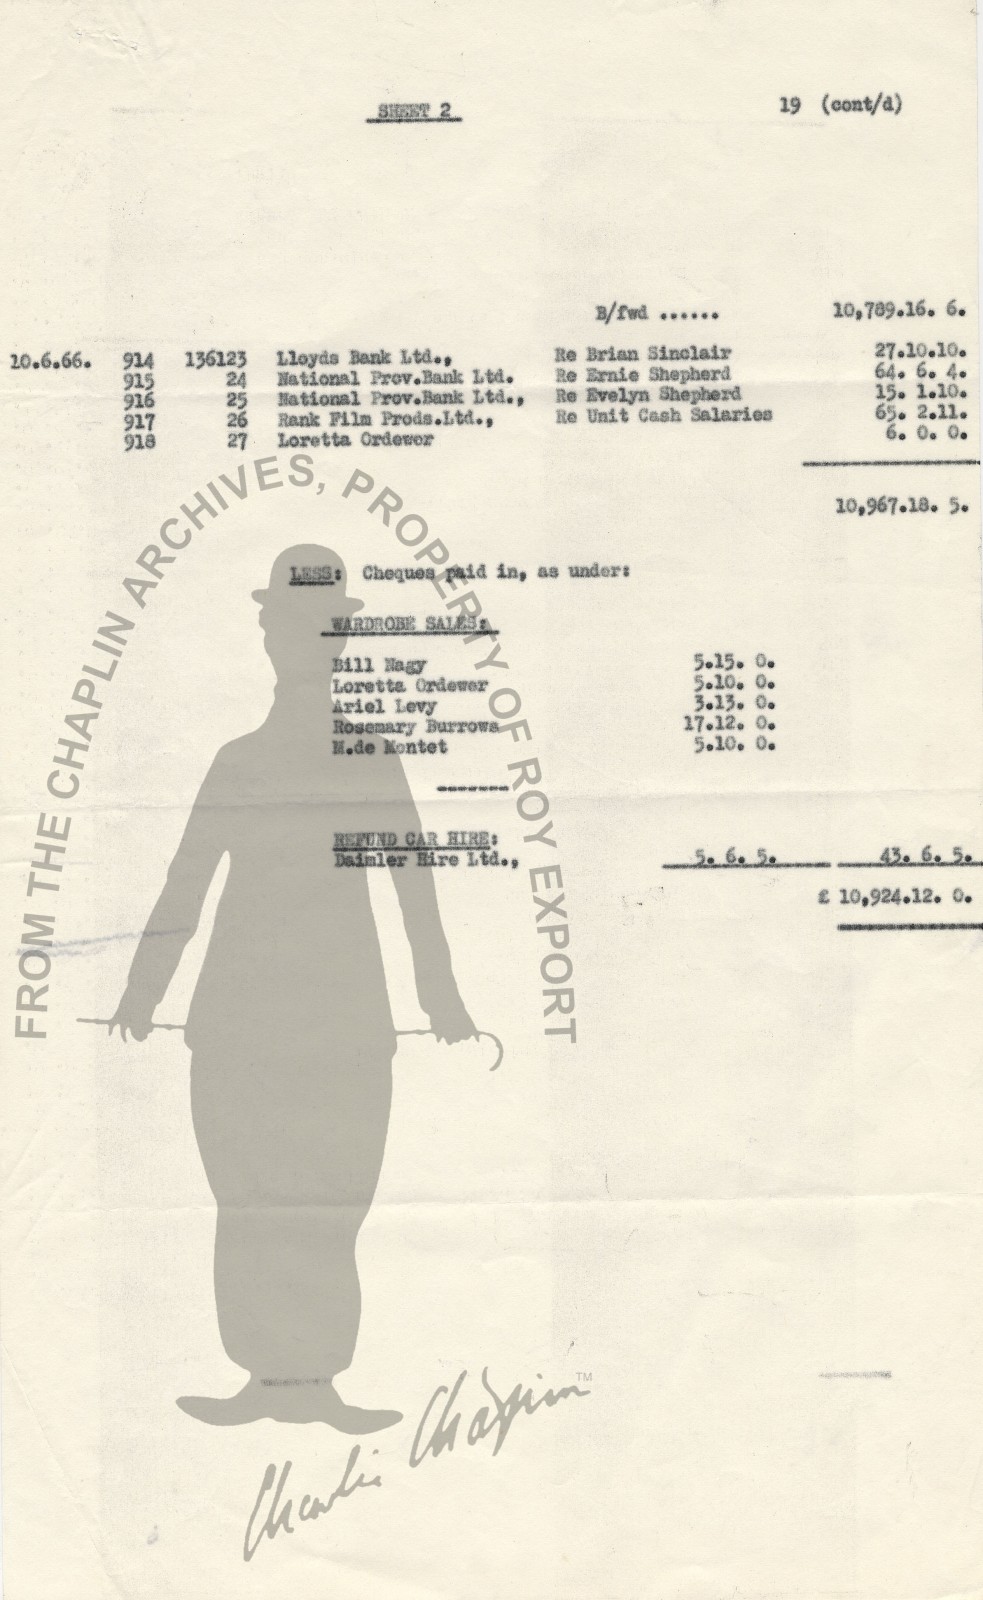 SHEET 2 19 (cont/d)
B/fwd ...... 10,789.16. 6.
10.6.66. 914 136123 Lloyds Bank Ltd., Re Brian Sinclair 27.10.10.
915 24 National Prov.Bank Ltd. Re Ernie Shepherd 64. 6. 4.
916 25 National Prov.Bank Ltd., Re Evelyn Shepherd 15. 1.10.
917 26 Rank Film Prods.Ltd., Re Unit Cash Salaries 65. 2.11.
918 27 Loretta Ordewer 6. 0. 0.
10,967.18. 5.
LESS: Cheques paid in, as under:
WARDROBE SALES:
Bill Nagy 5.15. 0.
Loretta Ordewer 5.10. 0.
Ariel Levy 3.13. 0.
Rosemary Burrows 17.12. 0.
M.de Montet 5.10. 0.
-------
REFUND CAR HIRE:
Daimler Hire Ltd., 5. 6. 5. 43. 6. 5.
£ 10,924.12. 0.
FROM THE CHAPLIN ARCHIVES, PROPERTY OF ROY EXPORT
Charlie Chaplin TM